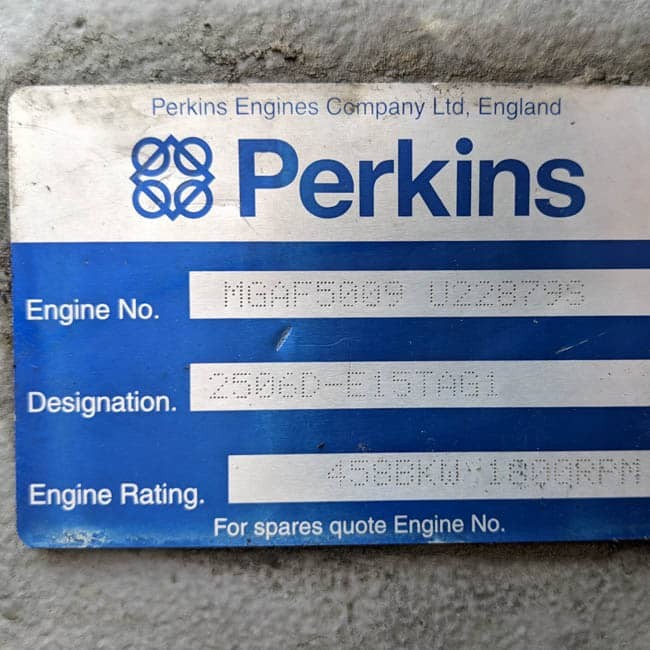 Perkins Engines Company Ltd, England
Perkins
Engine No. MGAF5009 U22879S
Designation. 2506D-E15TAG1
Engine Rating. 458BKW 1800RPM
For spares quote Engine No.